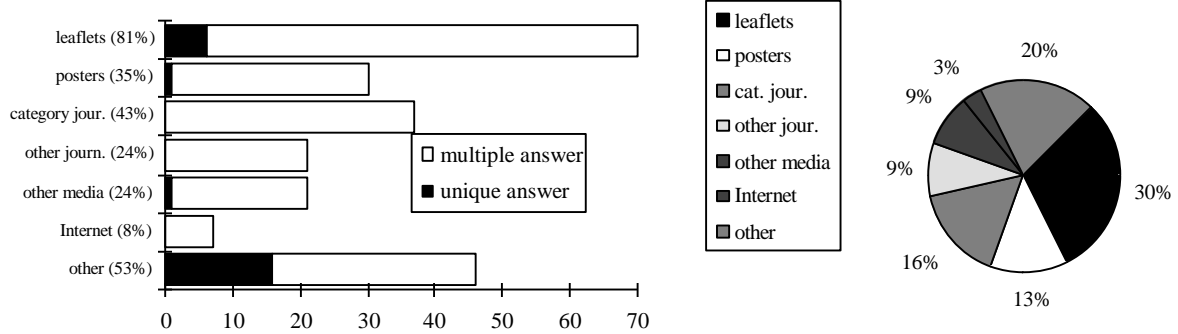 leaflets (81%)
posters (35%)
category jour. (43%)
other journ. (24%)
other media (24%)
Internet (8%)
other (53%)
0 10 20 30 40 50 60 70
multiple answer
unique answer
leaflets
posters
cat. jour.
other jour.
other media
Internet
other
20%
3%
9%
9%
30%
16%
13%